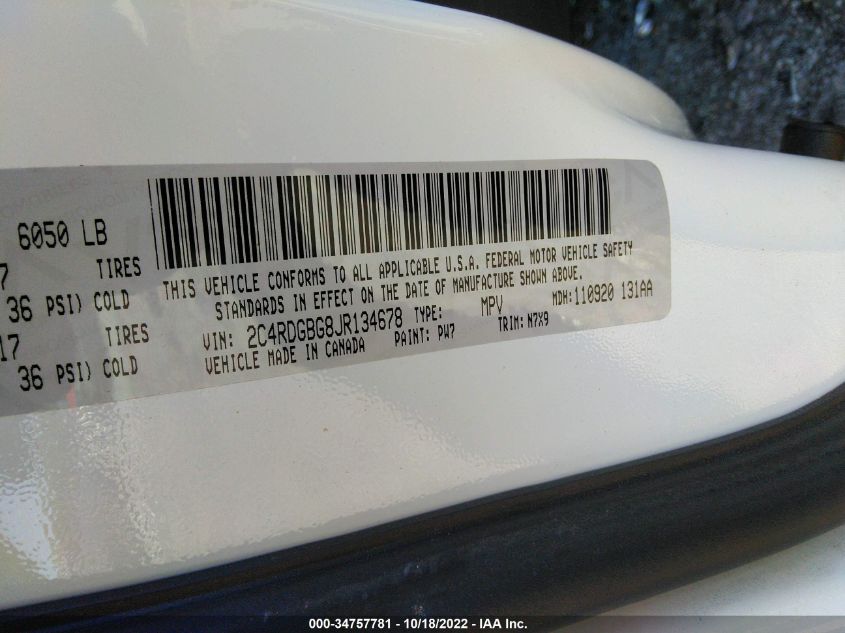 6050 LB
7 TIRES
36 PSI) COLD
17 TIRES
36 PSI) COLD
THIS VEHICLE CONFORMS TO ALL APPLICABLE U.S.A. FEDERAL MOTOR VEHICLE SAFETY
STANDARDS IN EFFECT ON THE DATE OF MANUFACTURE SHOWN ABOVE.
VIN: 2C4RDGBG8JR134678 TYPE: MPV MDH:110920 131AA
VEHICLE MADE IN CANADA PAINT: PW7 TRIM: N7X9
000-34757781 - 10/18/2022 - IAA Inc.